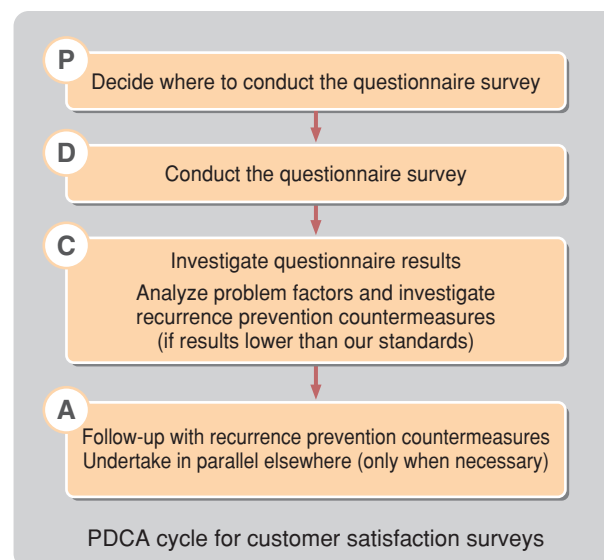 P
Decide where to conduct the questionnaire survey
D
Conduct the questionnaire survey
C
Investigate questionnaire results
Analyze problem factors and investigate
recurrence prevention countermeasures
(if results lower than our standards)
A
Follow-up with recurrence prevention countermeasures
Undertake in parallel elsewhere (only when necessary)
PDCA cycle for customer satisfaction surveys